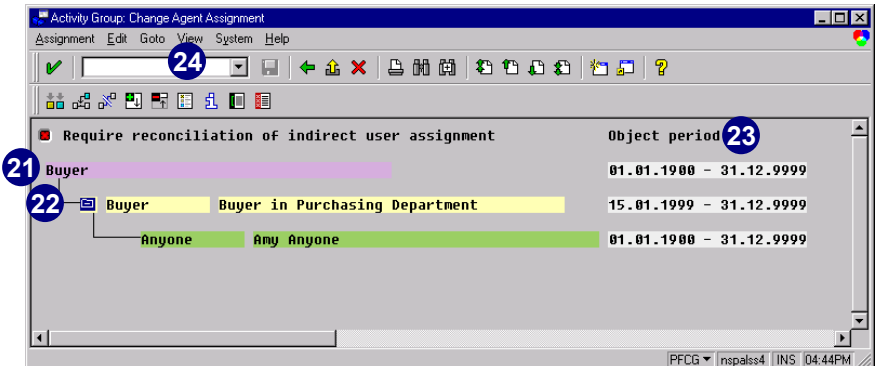 Activity Group: Change Agent Assignment
Assignment Edit Goto View System Help
24
Require reconciliation of indirect user assignment Object period 23
21 Buyer 01.01.1900 - 31.12.9999
22 Buyer Buyer in Purchasing Department 15.01.1999 - 31.12.9999
Anyone Amy Anyone 01.01.1900 - 31.12.9999
PFCG nspalss4 INS 04:44PM